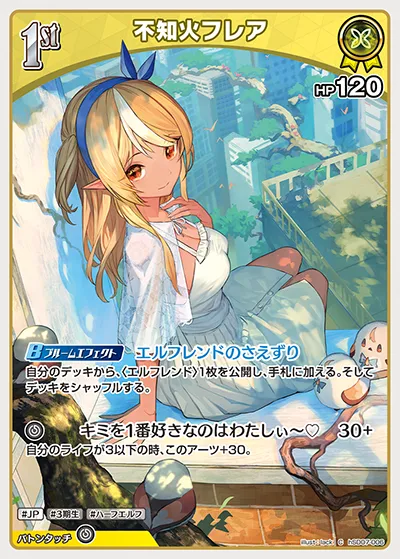 1st
不知火フレア
HP120
Bブルームエフェクト エルフレンドのさえずり
自分のデッキから、〈エルフレンド〉1枚を公開し、手札に加える。そして
デッキをシャッフルする。
キミを1番好きなのはわたしぃ〜♡ 30+
自分のライフが3以下の時、このアーツ+30。
#JP #3期生 #ハーフエルフ
バトンタッチ
illust: lack C hSD07-006